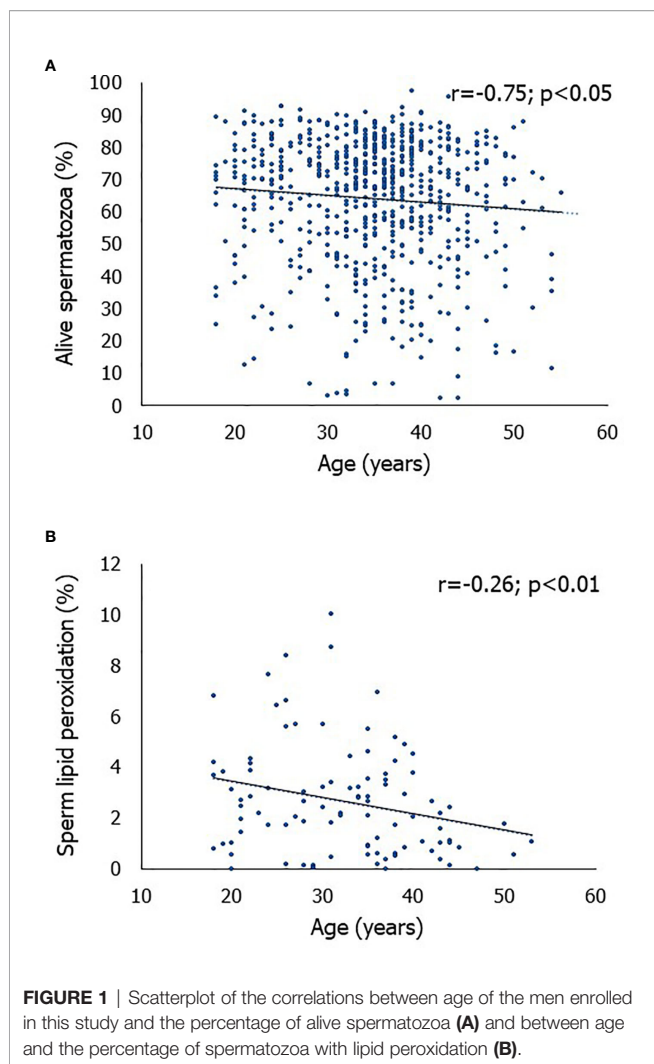 A
r=-0.75; p<0.05
Alive spermatozoa (%)
100
90
80
70
60
50
40
30
20
10
0
10 20 30 40 50 60
Age (years)
B
r=-0.26; p<0.01
Sperm lipid peroxidation (%)
12
10
8
6
4
2
0
10 20 30 40 50 60
Age (years)
FIGURE 1 | Scatterplot of the correlations between age of the men enrolled
in this study and the percentage of alive spermatozoa (A) and between age
and the percentage of spermatozoa with lipid peroxidation (B).